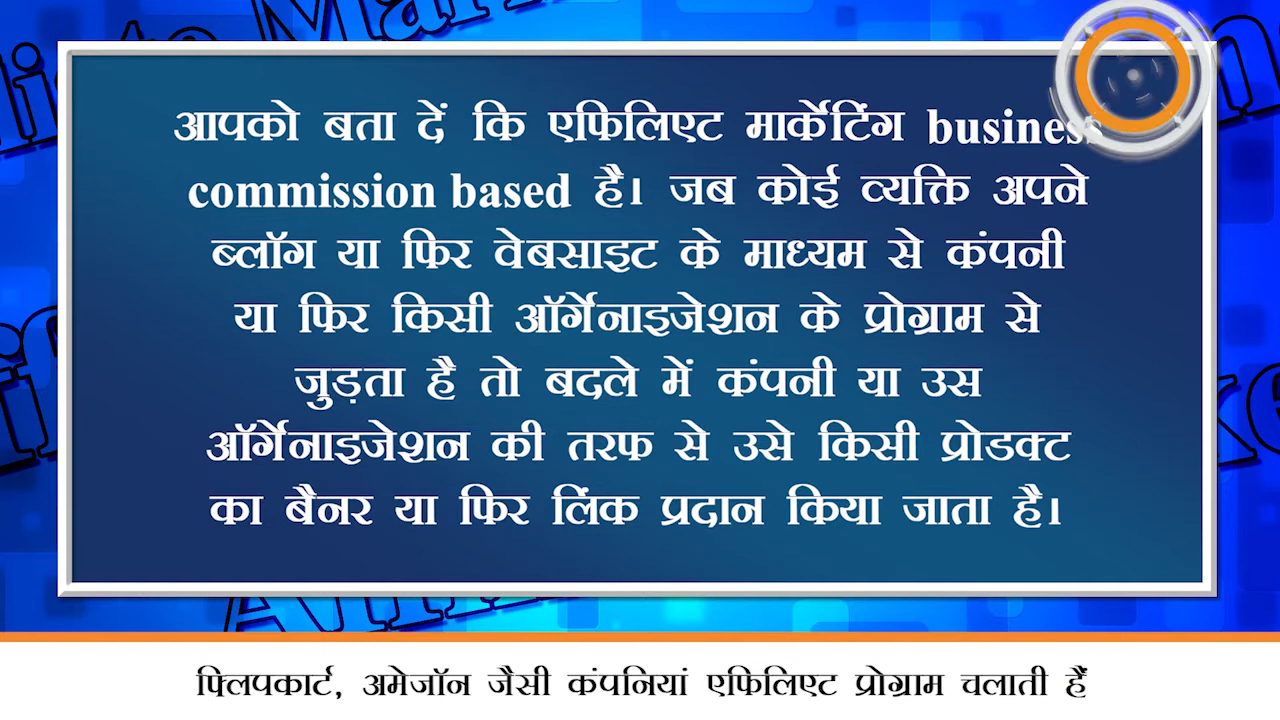 आपको बता दें कि एफिलिएट मार्केटिंग business
commission based है। जब कोई व्यक्ति अपने
ब्लॉग या फिर वेबसाइट के माध्यम से कंपनी
या फिर किसी ऑर्गेनाइजेशन के प्रोग्राम से
जुड़ता है तो बदले में कंपनी या उस
ऑर्गेनाइजेशन की तरफ से उसे किसी प्रोडक्ट
का बैनर या फिर लिंक प्रदान किया जाता है।
फ्लिपकार्ट, अमेजॉन जैसी कंपनियां एफिलिएट प्रोग्राम चलाती हैं